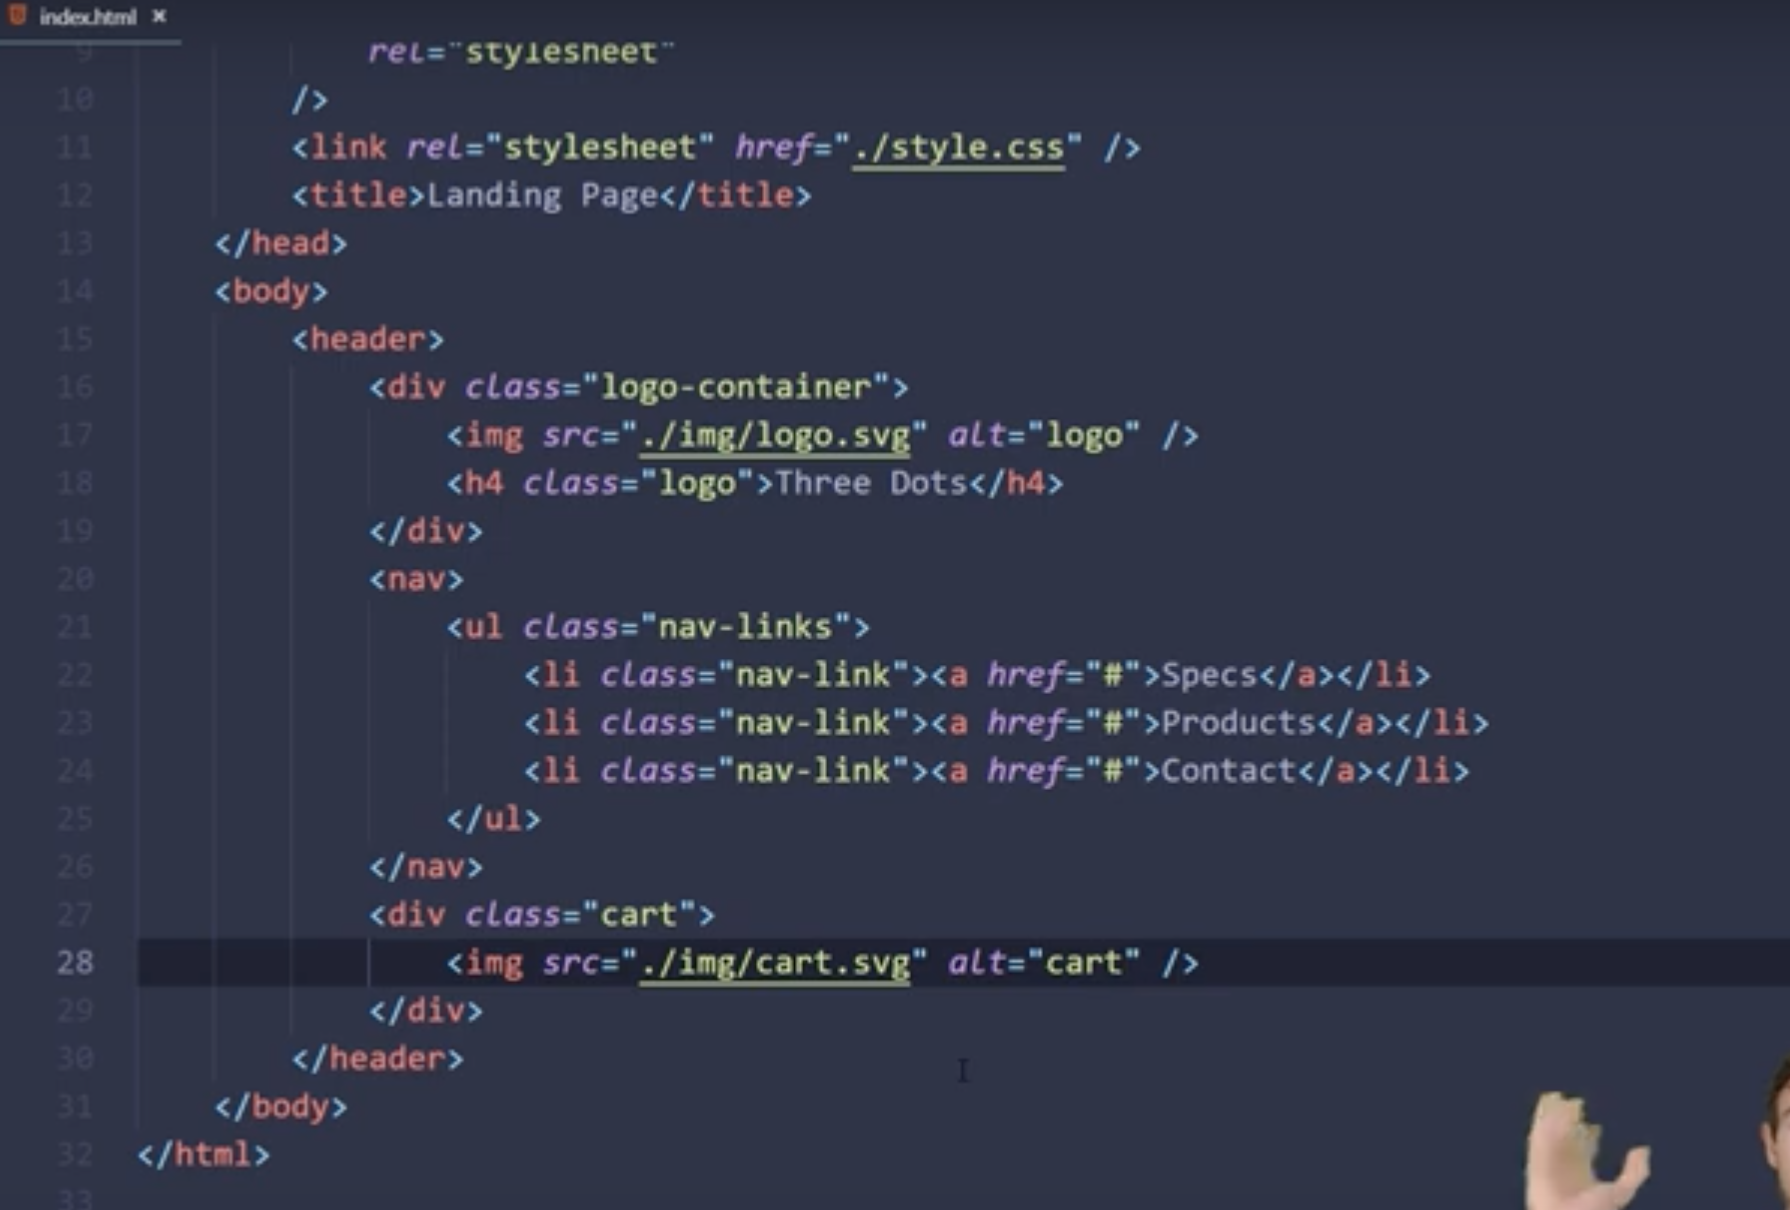 index.html ×
9 rel="stylesheet"
10 />
11 <link rel="stylesheet" href="./style.css" />
12 <title>Landing Page</title>
13 </head>
14 <body>
15 <header>
16 <div class="logo-container">
17 <img src="./img/logo.svg" alt="logo" />
18 <h4 class="logo">Three Dots</h4>
19 </div>
20 <nav>
21 <ul class="nav-links">
22 <li class="nav-link"><a href="#">Specs</a></li>
23 <li class="nav-link"><a href="#">Products</a></li>
24 <li class="nav-link"><a href="#">Contact</a></li>
25 </ul>
26 </nav>
27 <div class="cart">
28 <img src="./img/cart.svg" alt="cart" />
29 </div>
30 </header>
31 </body>
32 </html>
33